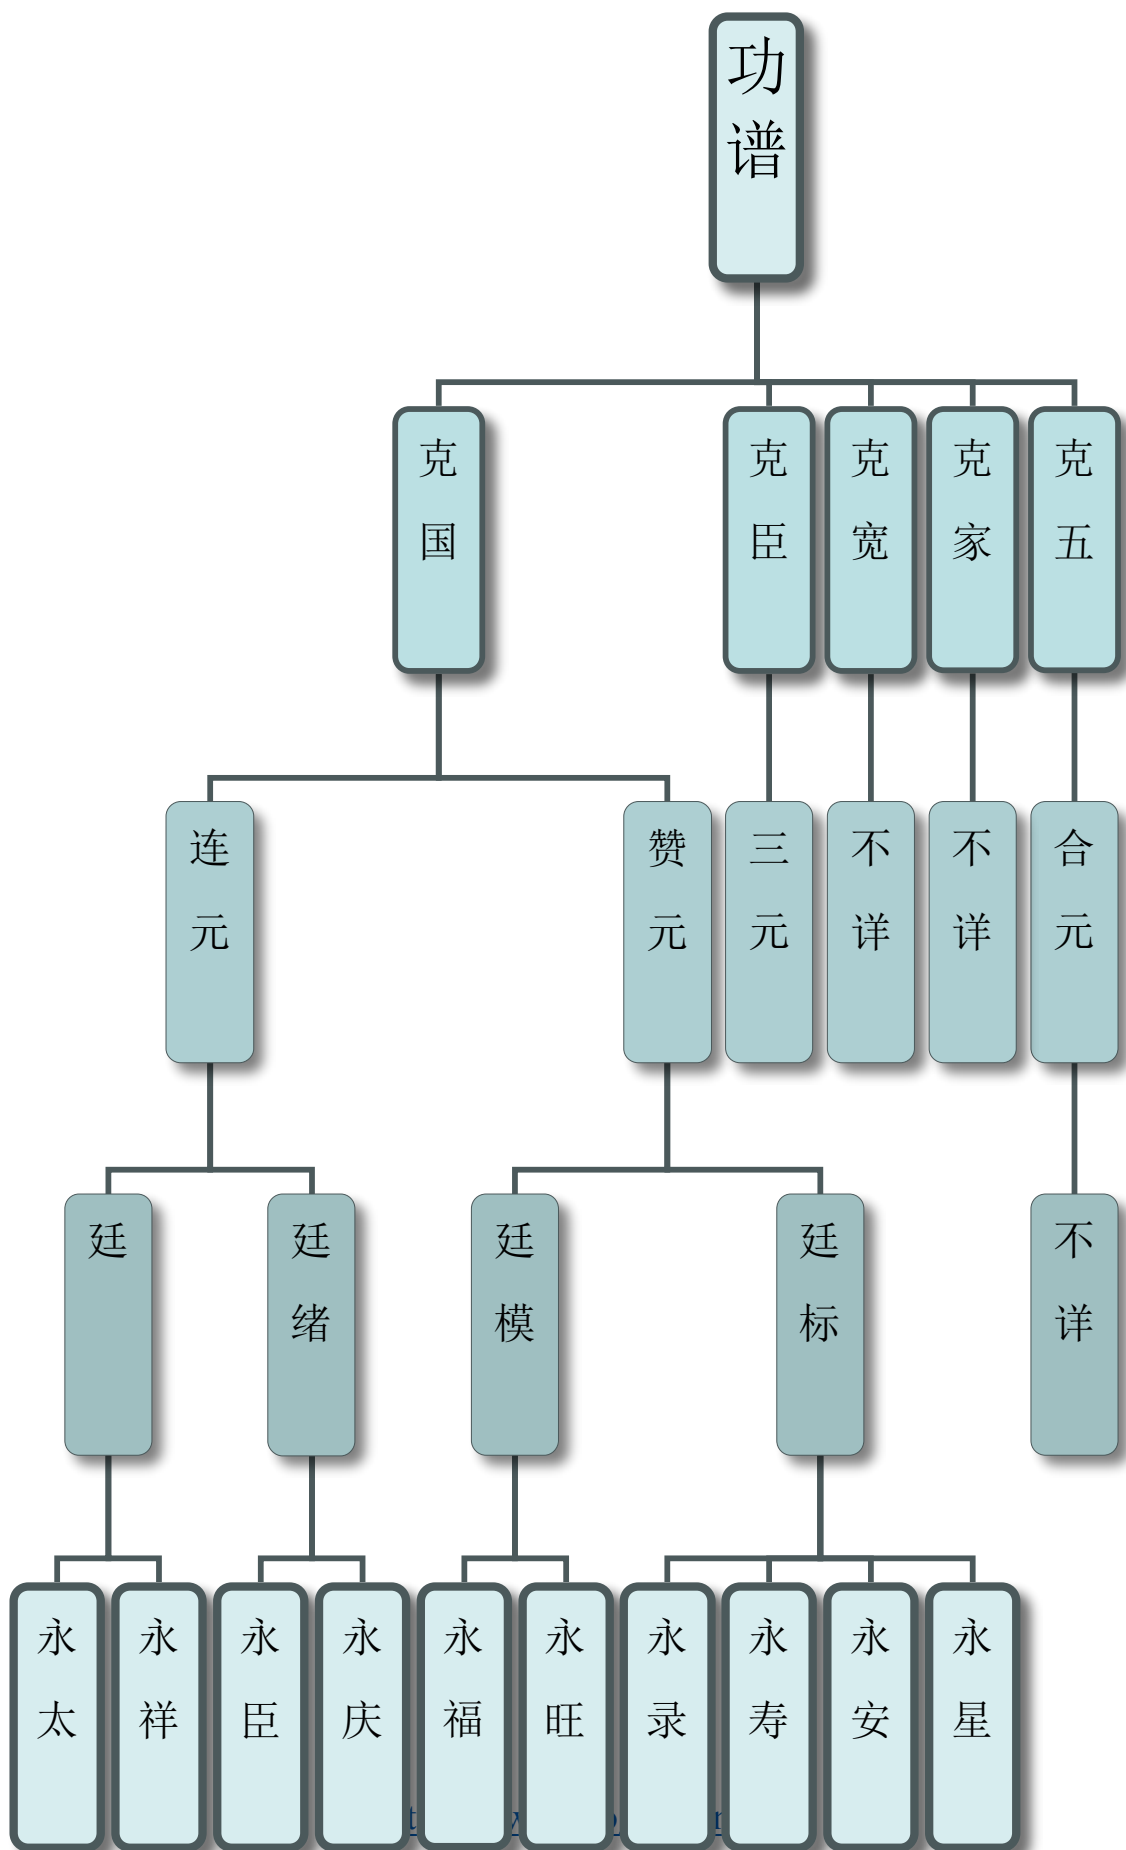 功谱
克国
克臣
克宽
克家
克五
连元
赞元
三元
不详
不详
合元
廷
廷绪
廷模
廷标
不详
永太
永祥
永臣
永庆
永福
永旺
永录
永寿
永安
永星